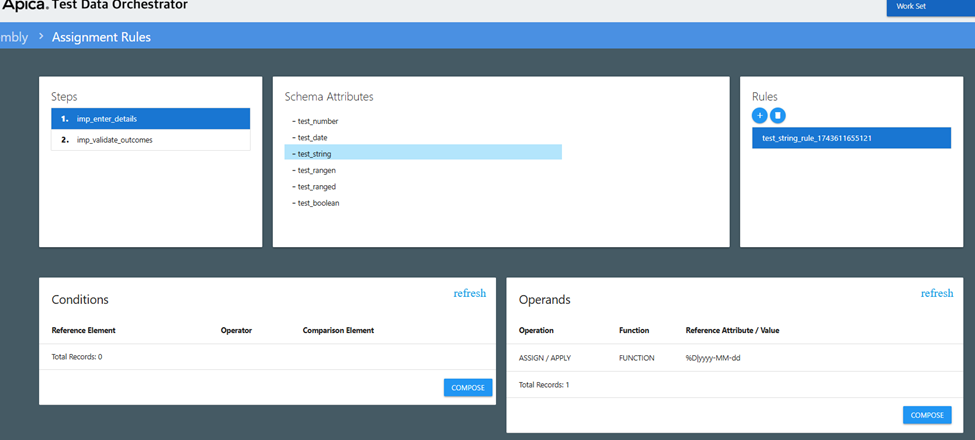 Apica. Test Data Orchestrator
Work Set
mbly > Assignment Rules
Steps
1. imp_enter_details
2. imp_validate_outcomes
Schema Attributes
- test_number
- test_date
- test_string
- test_rangen
- test_ranged
- test_boolean
Rules
test_string_rule_1743611655121
Conditions
refresh
Reference Element Operator Comparison Element
Total Records: 0
COMPOSE
Operands
refresh
Operation Function Reference Attribute / Value
ASSIGN / APPLY FUNCTION %D|yyyy-MM-dd
Total Records: 1
COMPOSE